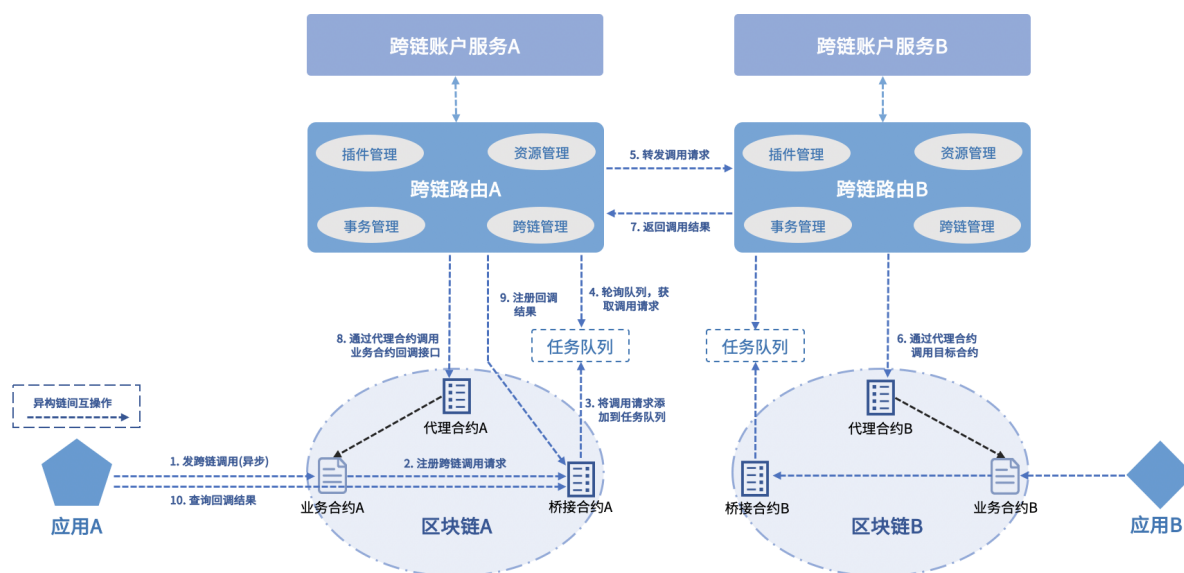 跨链账户服务A
跨链账户服务B
插件管理
资源管理
跨链路由A
事务管理
跨链管理
5. 转发调用请求
7. 返回调用结果
插件管理
资源管理
跨链路由B
事务管理
跨链管理
8. 通过代理合约调用
业务合约回调接口
9. 注册回调
结果
4. 轮询队列，获
取调用请求
任务队列
任务队列
6. 通过代理合约
调用目标合约
异构链间互操作
3. 将调用请求添
加到任务队列
代理合约A
代理合约B
1. 发跨链调用(异步)
2. 注册跨链调用请求
10. 查询回调结果
业务合约A
桥接合约A
桥接合约B
业务合约B
应用A
区块链A
区块链B
应用B